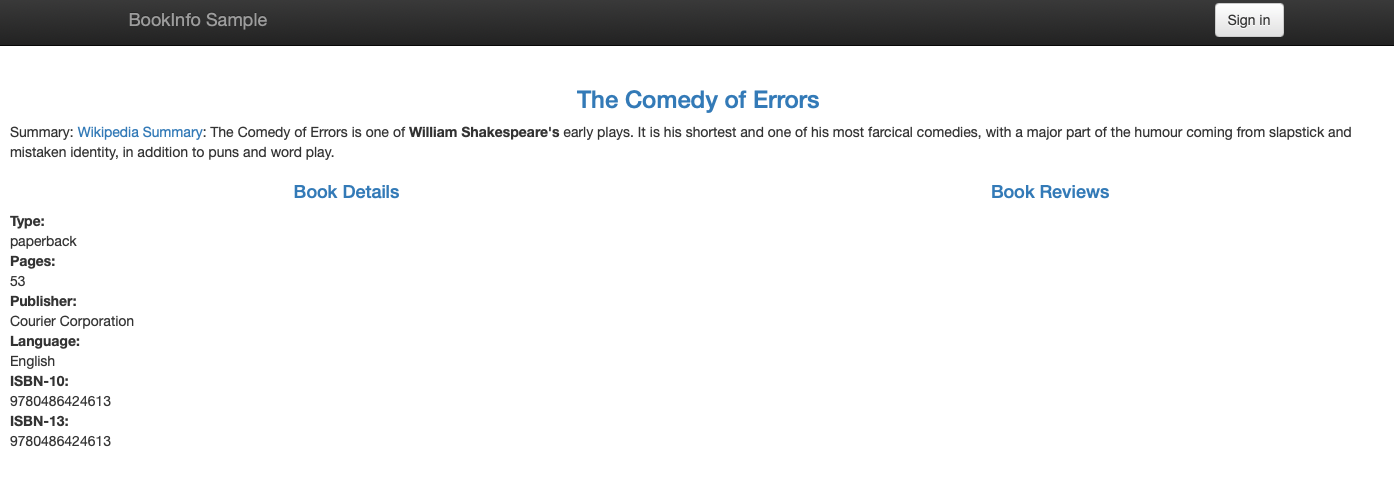 BookInfo Sample
Sign in
The Comedy of Errors
Summary: Wikipedia Summary: The Comedy of Errors is one of William Shakespeare's early plays. It is his shortest and one of his most farcical comedies, with a major part of the humour coming from slapstick and
mistaken identity, in addition to puns and word play.
Book Details
Type:
paperback
Pages:
53
Publisher:
Courier Corporation
Language:
English
ISBN-10:
9780486424613
ISBN-13:
9780486424613
Book Reviews